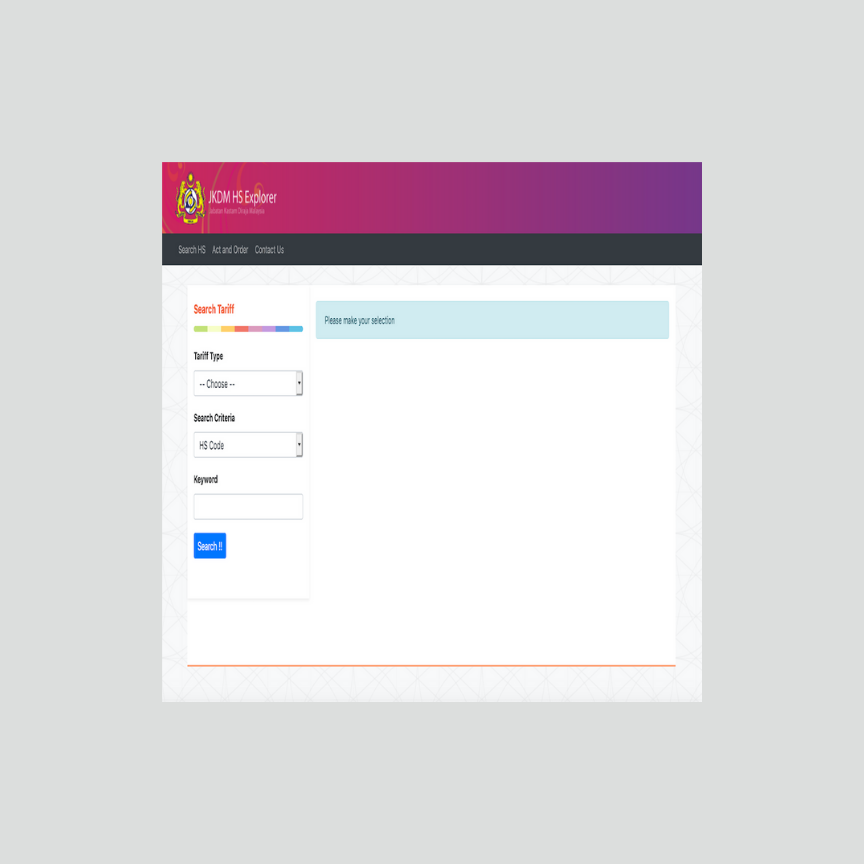 JKDM HS Explorer
Jabatan Kastam Diraja Malaysia
Search HS Act and Order Contact Us
Search Tariff
Please make your selection
Tariff Type
-- Choose --
Search Criteria
HS Code
Keyword
Search !!